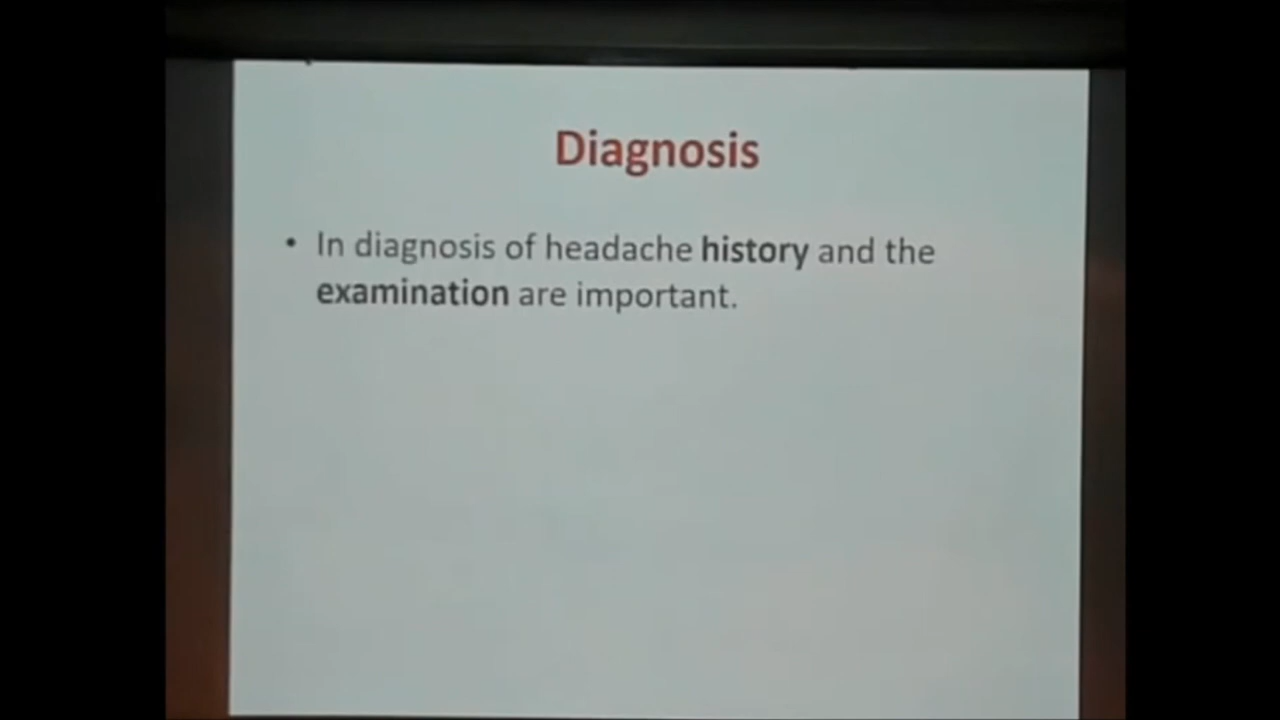 Diagnosis
• In diagnosis of headache history and the
examination are important.